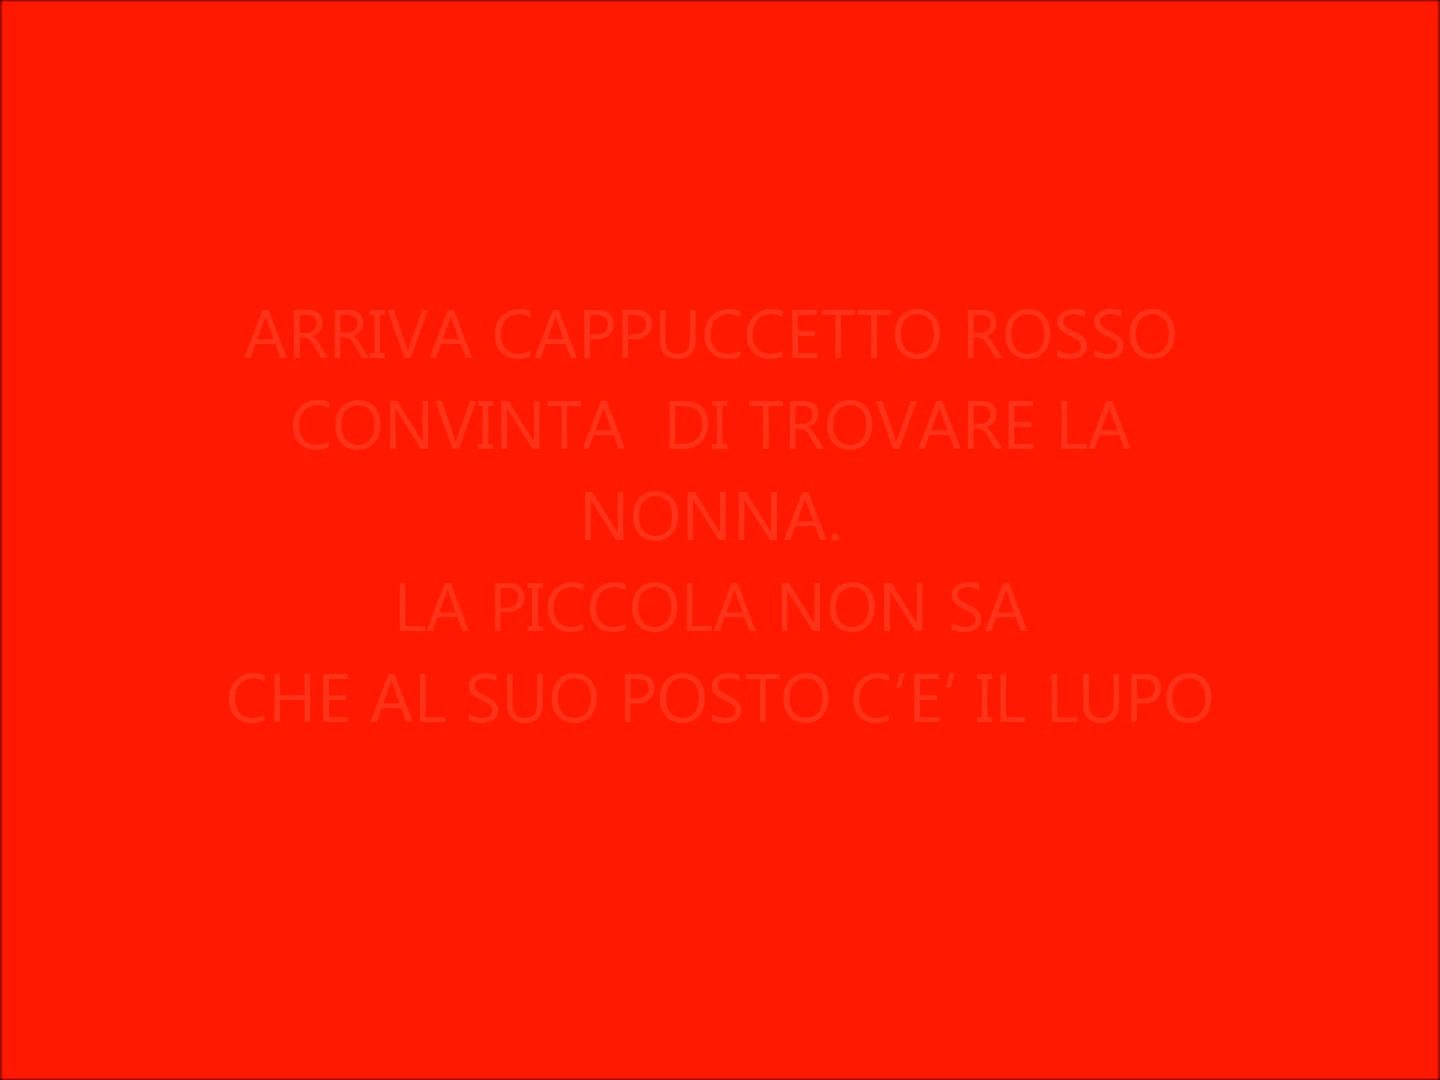 ARRIVA CAPPUCCETTO ROSSO
CONVINTA  DI TROVARE LA
NONNA.
LA PICCOLA NON SA
CHE AL SUO POSTO C’E’ IL LUPO